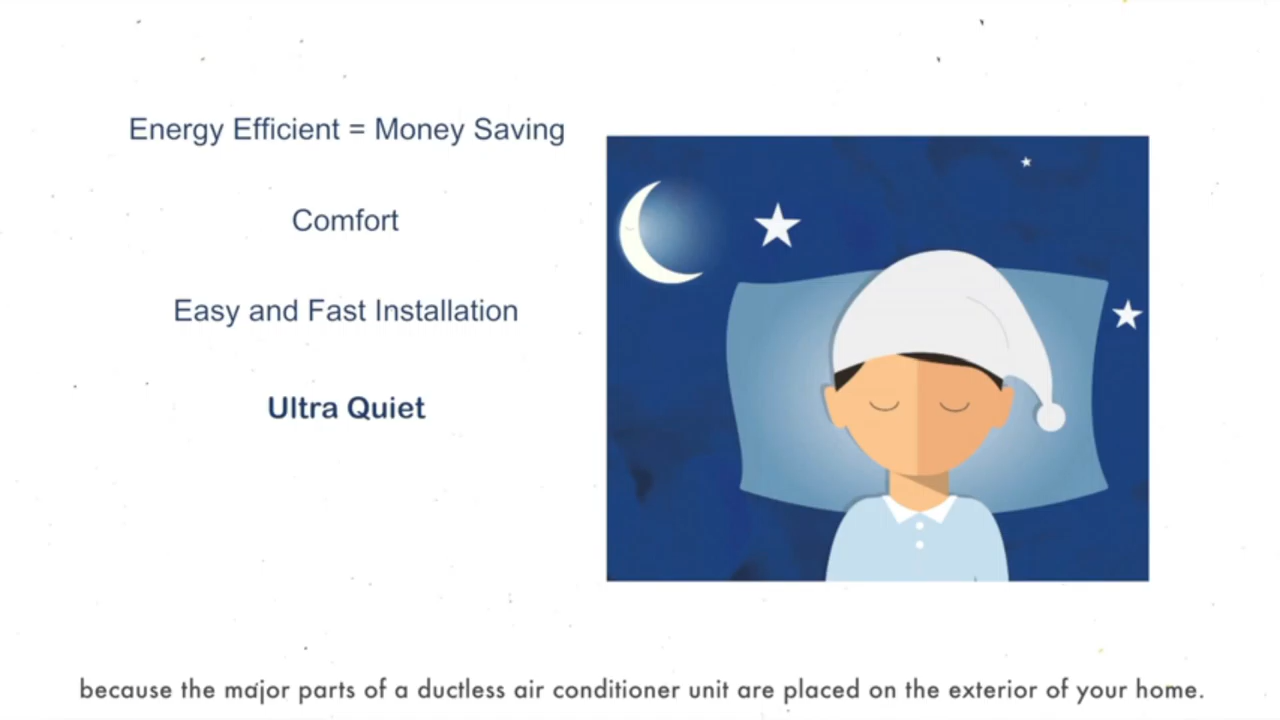 Energy Efficient = Money Saving
Comfort
Easy and Fast Installation
Ultra Quiet
because the major parts of a ductless air conditioner unit are placed on the exterior of your home.